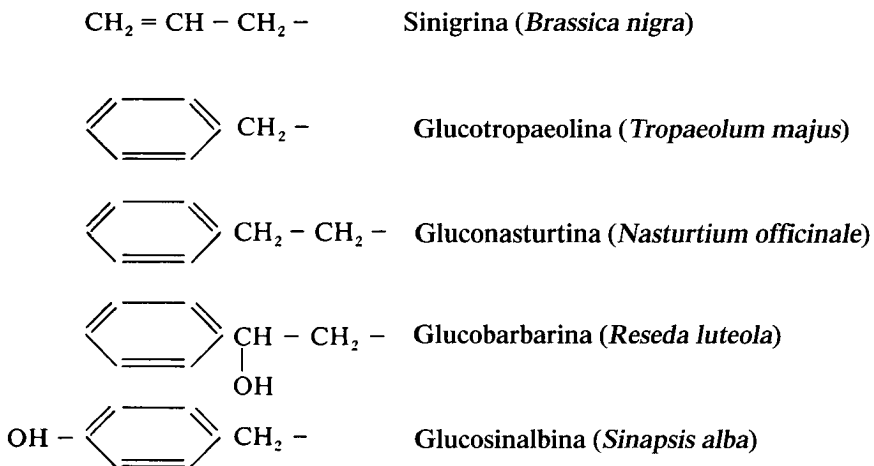 CH₂ = CH – CH₂ – Sinigrina (Brassica nigra)
CH₂ – Glucotropaeolina (Tropaeolum majus)
CH₂ – CH₂ – Gluconasturtina (Nasturtium officinale)
CH – CH₂ – Glucobarbarina (Reseda luteola)
OH
OH – CH₂ – Glucosinalbina (Sinapsis alba)